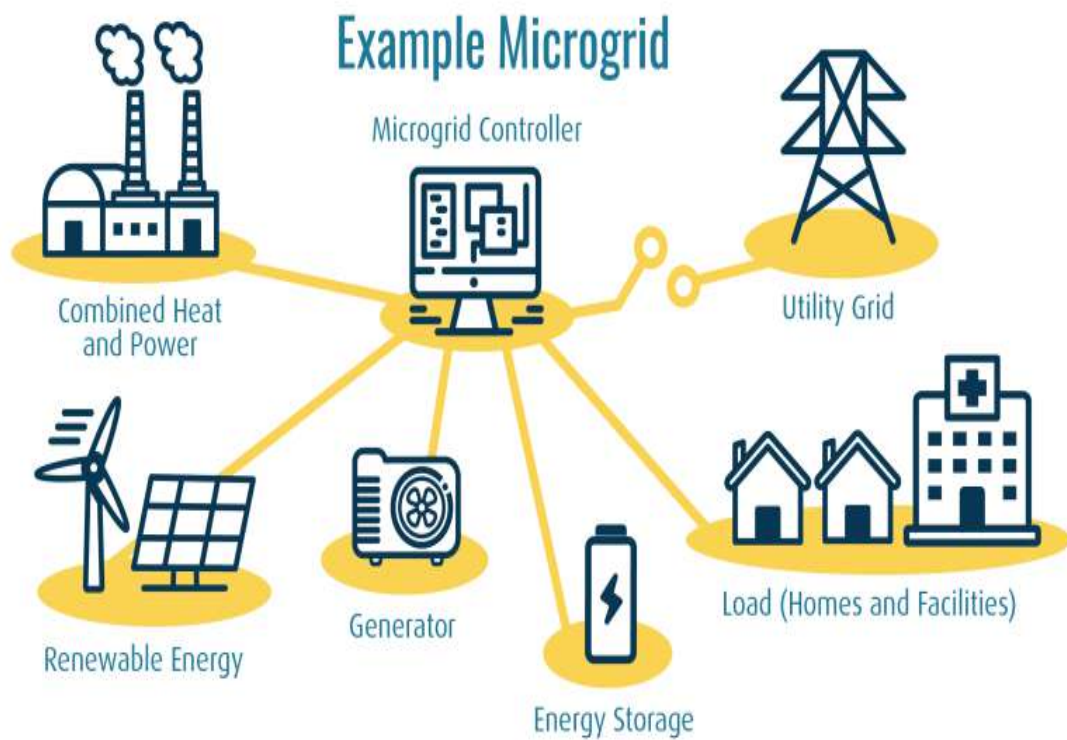 Example Microgrid
Microgrid Controller
Combined Heat
and Power
Utility Grid
Renewable Energy
Generator
Energy Storage
Load (Homes and Facilities)